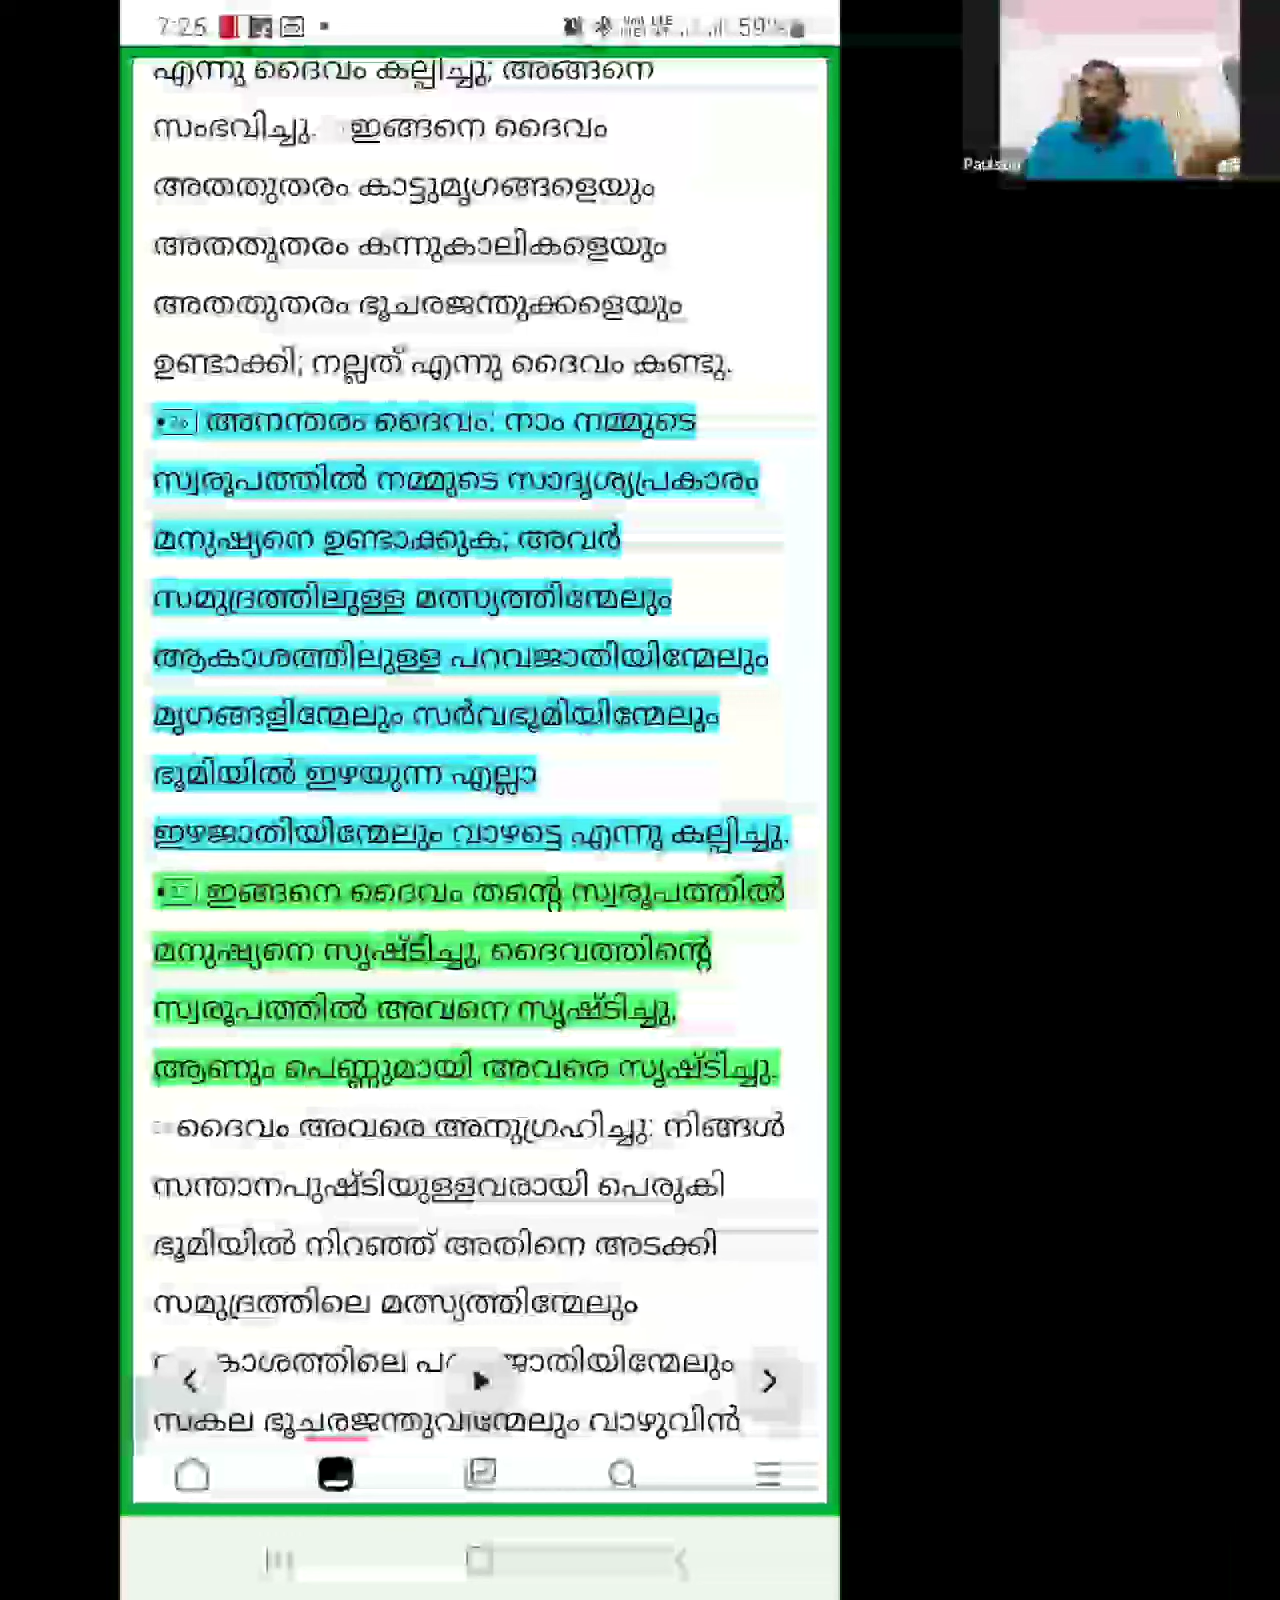 7:25
59%
എന്നു ദൈവം കല്പിച്ചു; അങ്ങനെ
സംഭവിച്ചു. ഇങ്ങനെ ദൈവം
അതതുതരം കാട്ടുമൃഗങ്ങളെയും
അതതുതരം കന്നുകാലികളെയും
അതതുതരം ഭൂചരജന്തുക്കളെയും
ഉണ്ടാക്കി; നല്ലത് എന്നു ദൈവം കണ്ടു.
അനന്തരം ദൈവം: നാം നമ്മുടെ
സ്വരൂപത്തിൽ നമ്മുടെ സാദൃശ്യപ്രകാരം
മനുഷ്യനെ ഉണ്ടാക്കുക; അവർ
സമുദ്രത്തിലുള്ള മത്സ്യത്തിന്മേലും
ആകാശത്തിലുള്ള പറവജാതിയിന്മേലും
മൃഗങ്ങളിന്മേലും സർവഭൂമിയിന്മേലും
ഭൂമിയിൽ ഇഴയുന്ന എല്ലാ
ഇഴജാതിയിന്മേലും വാഴട്ടെ എന്നു കല്പിച്ചു.
ഇങ്ങനെ ദൈവം തന്റെ സ്വരൂപത്തിൽ
മനുഷ്യനെ സൃഷ്ടിച്ചു, ദൈവത്തിന്റെ
സ്വരൂപത്തിൽ അവനെ സൃഷ്ടിച്ചു,
ആണും പെണ്ണുമായി അവരെ സൃഷ്ടിച്ചു.
ദൈവം അവരെ അനുഗ്രഹിച്ചു: നിങ്ങൾ
സന്താനപുഷ്ടിയുള്ളവരായി പെരുകി
ഭൂമിയിൽ നിറഞ്ഞ് അതിനെ അടക്കി
സമുദ്രത്തിലെ മത്സ്യത്തിന്മേലും
സകല ഭൂചരജന്തുവിന്മേലും വാഴുവിൻ